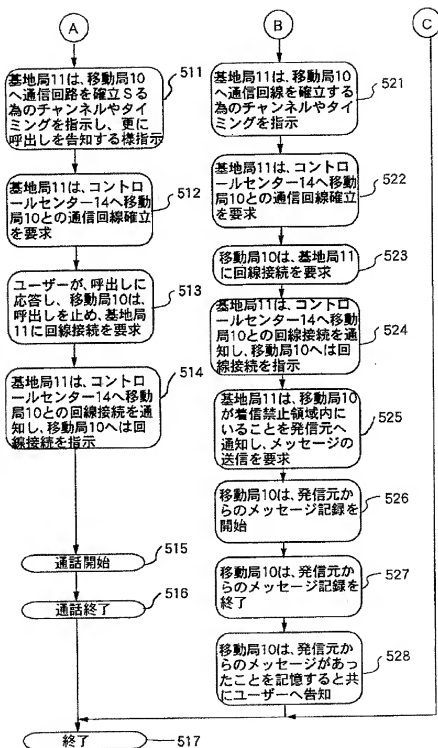 A
B
C
基地局11は、移動局10
へ通信回路を確立Sる
為のチャンネルやタイ
ミングを指示し、更に
呼出しを告知する様指示
511
基地局11は、コントロ
ールセンター14へ移
動局10との通信回線確立
を要求
512
ユーザーが、呼出しに
応答し、移動局10は、
呼出しを止め、基地局
11に回線接続を要求
513
基地局11は、コントロ
ールセンター14へ移
動局10との回線接続を通
知し、移動局10へは回
線接続を指示
514
通話開始
515
通話終了
516
終了
517
基地局11は、移動局10
へ通信回線を確立する
為のチャンネルやタイ
ミングを指示
521
基地局11は、コントロ
ールセンター14へ移
動局10との通信回線確立
を要求
522
移動局10は、基地局11
に回線接続を要求
523
基地局11は、コントロ
ールセンター14へ移動
局10との回線接続を通
知し、移動局10へは回
線接続を指示
524
基地局11は、移動局10
が着信禁止領域内に
いることを発信元へ
通知し、メッセージの
送信を要求
525
移動局10は、発信元か
らのメッセージ記録を
開始
526
移動局10は、発信元か
らのメッセージ記録を
終了
527
移動局10は、発信元か
らのメッセージがあっ
たことを記憶すると共
にユーザーへ告知
528